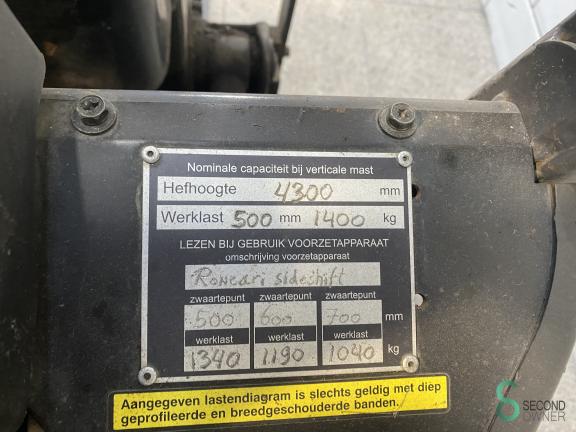 Nominale capaciteit bij verticale mast
Hefhoogte 4300 mm
Werklast 500 mm 1400 kg
LEZEN BIJ GEBRUIK VOORZETAPPARAAT
omschrijving voorzetapparaat
Roncari sideshift
zwaartepunt zwaartepunt zwaartepunt
500 600 700 mm
werklast werklast werklast
1340 1190 1040 kg
Aangegeven lastendiagram is slechts geldig met diep
geprofileerde en breedgeschouderde banden.
SECOND
OWNER